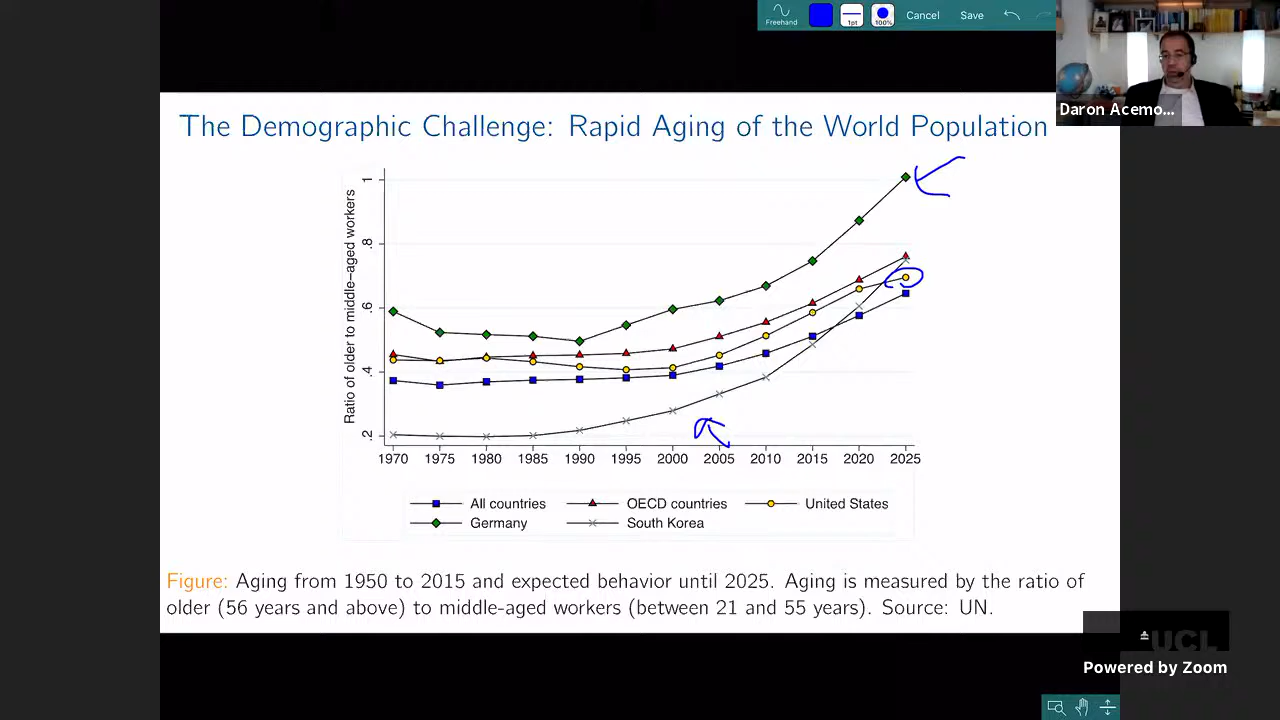 Freehand
1pt
100%
Cancel
Save
Daron Acemo...
The Demographic Challenge: Rapid Aging of the World Population
Ratio of older to middle-aged workers
1
.8
.6
.4
.2
1970 1975 1980 1985 1990 1995 2000 2005 2010 2015 2020 2025
All countries OECD countries United States
Germany South Korea
Figure: Aging from 1950 to 2015 and expected behavior until 2025. Aging is measured by the ratio of
older (56 years and above) to middle-aged workers (between 21 and 55 years). Source: UN.
UCL
Powered by Zoom